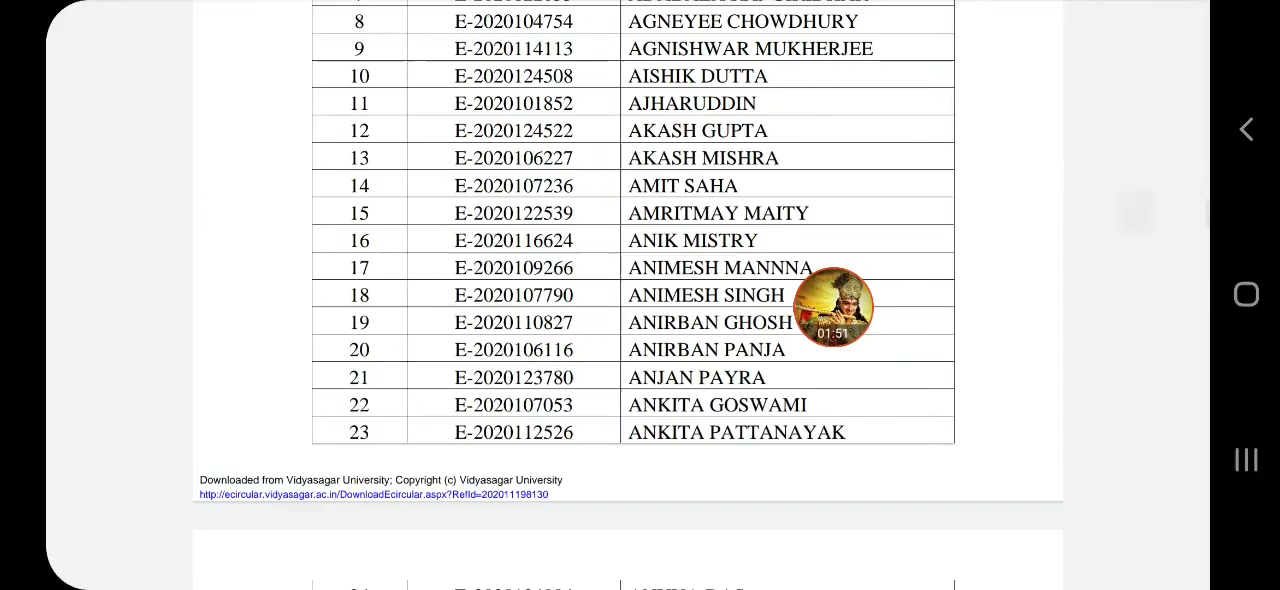 8 E-2020104754 AGNEYEE CHOWDHURY
9 E-2020114113 AGNISHWAR MUKHERJEE
10 E-2020124508 AISHIK DUTTA
11 E-2020101852 AJHARUDDIN
12 E-2020124522 AKASH GUPTA
13 E-2020106227 AKASH MISHRA
14 E-2020107236 AMIT SAHA
15 E-2020122539 AMRITMAY MAITY
16 E-2020116624 ANIK MISTRY
17 E-2020109266 ANIMESH MANNNA
18 E-2020107790 ANIMESH SINGH
19 E-2020110827 ANIRBAN GHOSH
01:51
20 E-2020106116 ANIRBAN PANJA
21 E-2020123780 ANJAN PAYRA
22 E-2020107053 ANKITA GOSWAMI
23 E-2020112526 ANKITA PATTANAYAK
Downloaded from Vidyasagar University; Copyright (c) Vidyasagar University
http://ecircular.vidyasagar.ac.in/DownloadEcircular.aspx?RefId=202011198130